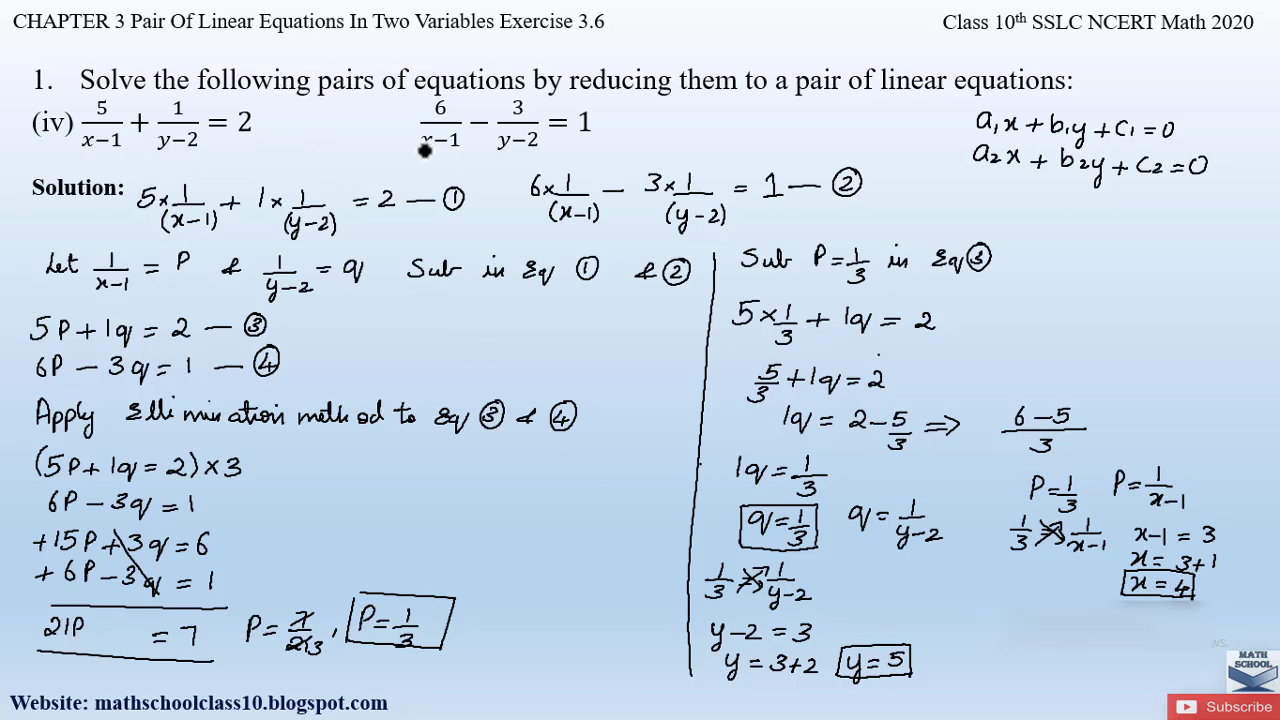 CHAPTER 3 Pair Of Linear Equations In Two Variables Exercise 3.6
Class 10th SSLC NCERT Math 2020
1. Solve the following pairs of equations by reducing them to a pair of linear equations:
(iv) 5/(x−1) + 1/(y−2) = 2    6/(x−1) − 3/(y−2) = 1
a₁x + b₁y + c₁ = 0
a₂x + b₂y + c₂ = 0
Solution: 5 × 1/(x−1) + 1 × 1/(y−2) = 2 — ①    6 × 1/(x−1) − 3 × 1/(y−2) = 1 — ②
Let 1/(x−1) = P & 1/(y−2) = q Sub in Eq ① & ②
5P + 1q = 2 — ③
6P − 3q = 1 — ④
Apply Ellimination method to Eq ③ & ④
(5P + 1q = 2) × 3
6P − 3q = 1
+15P + 3q = 6
+ 6P − 3q = 1
21P = 7    P = 7/21 3, P = 1/3
Sub P = 1/3 in Eq ③
5 × 1/3 + 1q = 2
5/3 + 1q = 2
1q = 2 − 5/3 ⇒ (6 − 5)/3
1q = 1/3
q = 1/3    q = 1/(y−2)
1/3 = 1/(y−2)
y − 2 = 3
y = 3 + 2    y = 5
P = 1/3    P = 1/(x−1)
1/3 = 1/(x−1)    x − 1 = 3
x = 3 + 1
x = 4
NS.
MATH
SCHOOL
Website: mathschoolclass10.blogspot.com
Subscribe